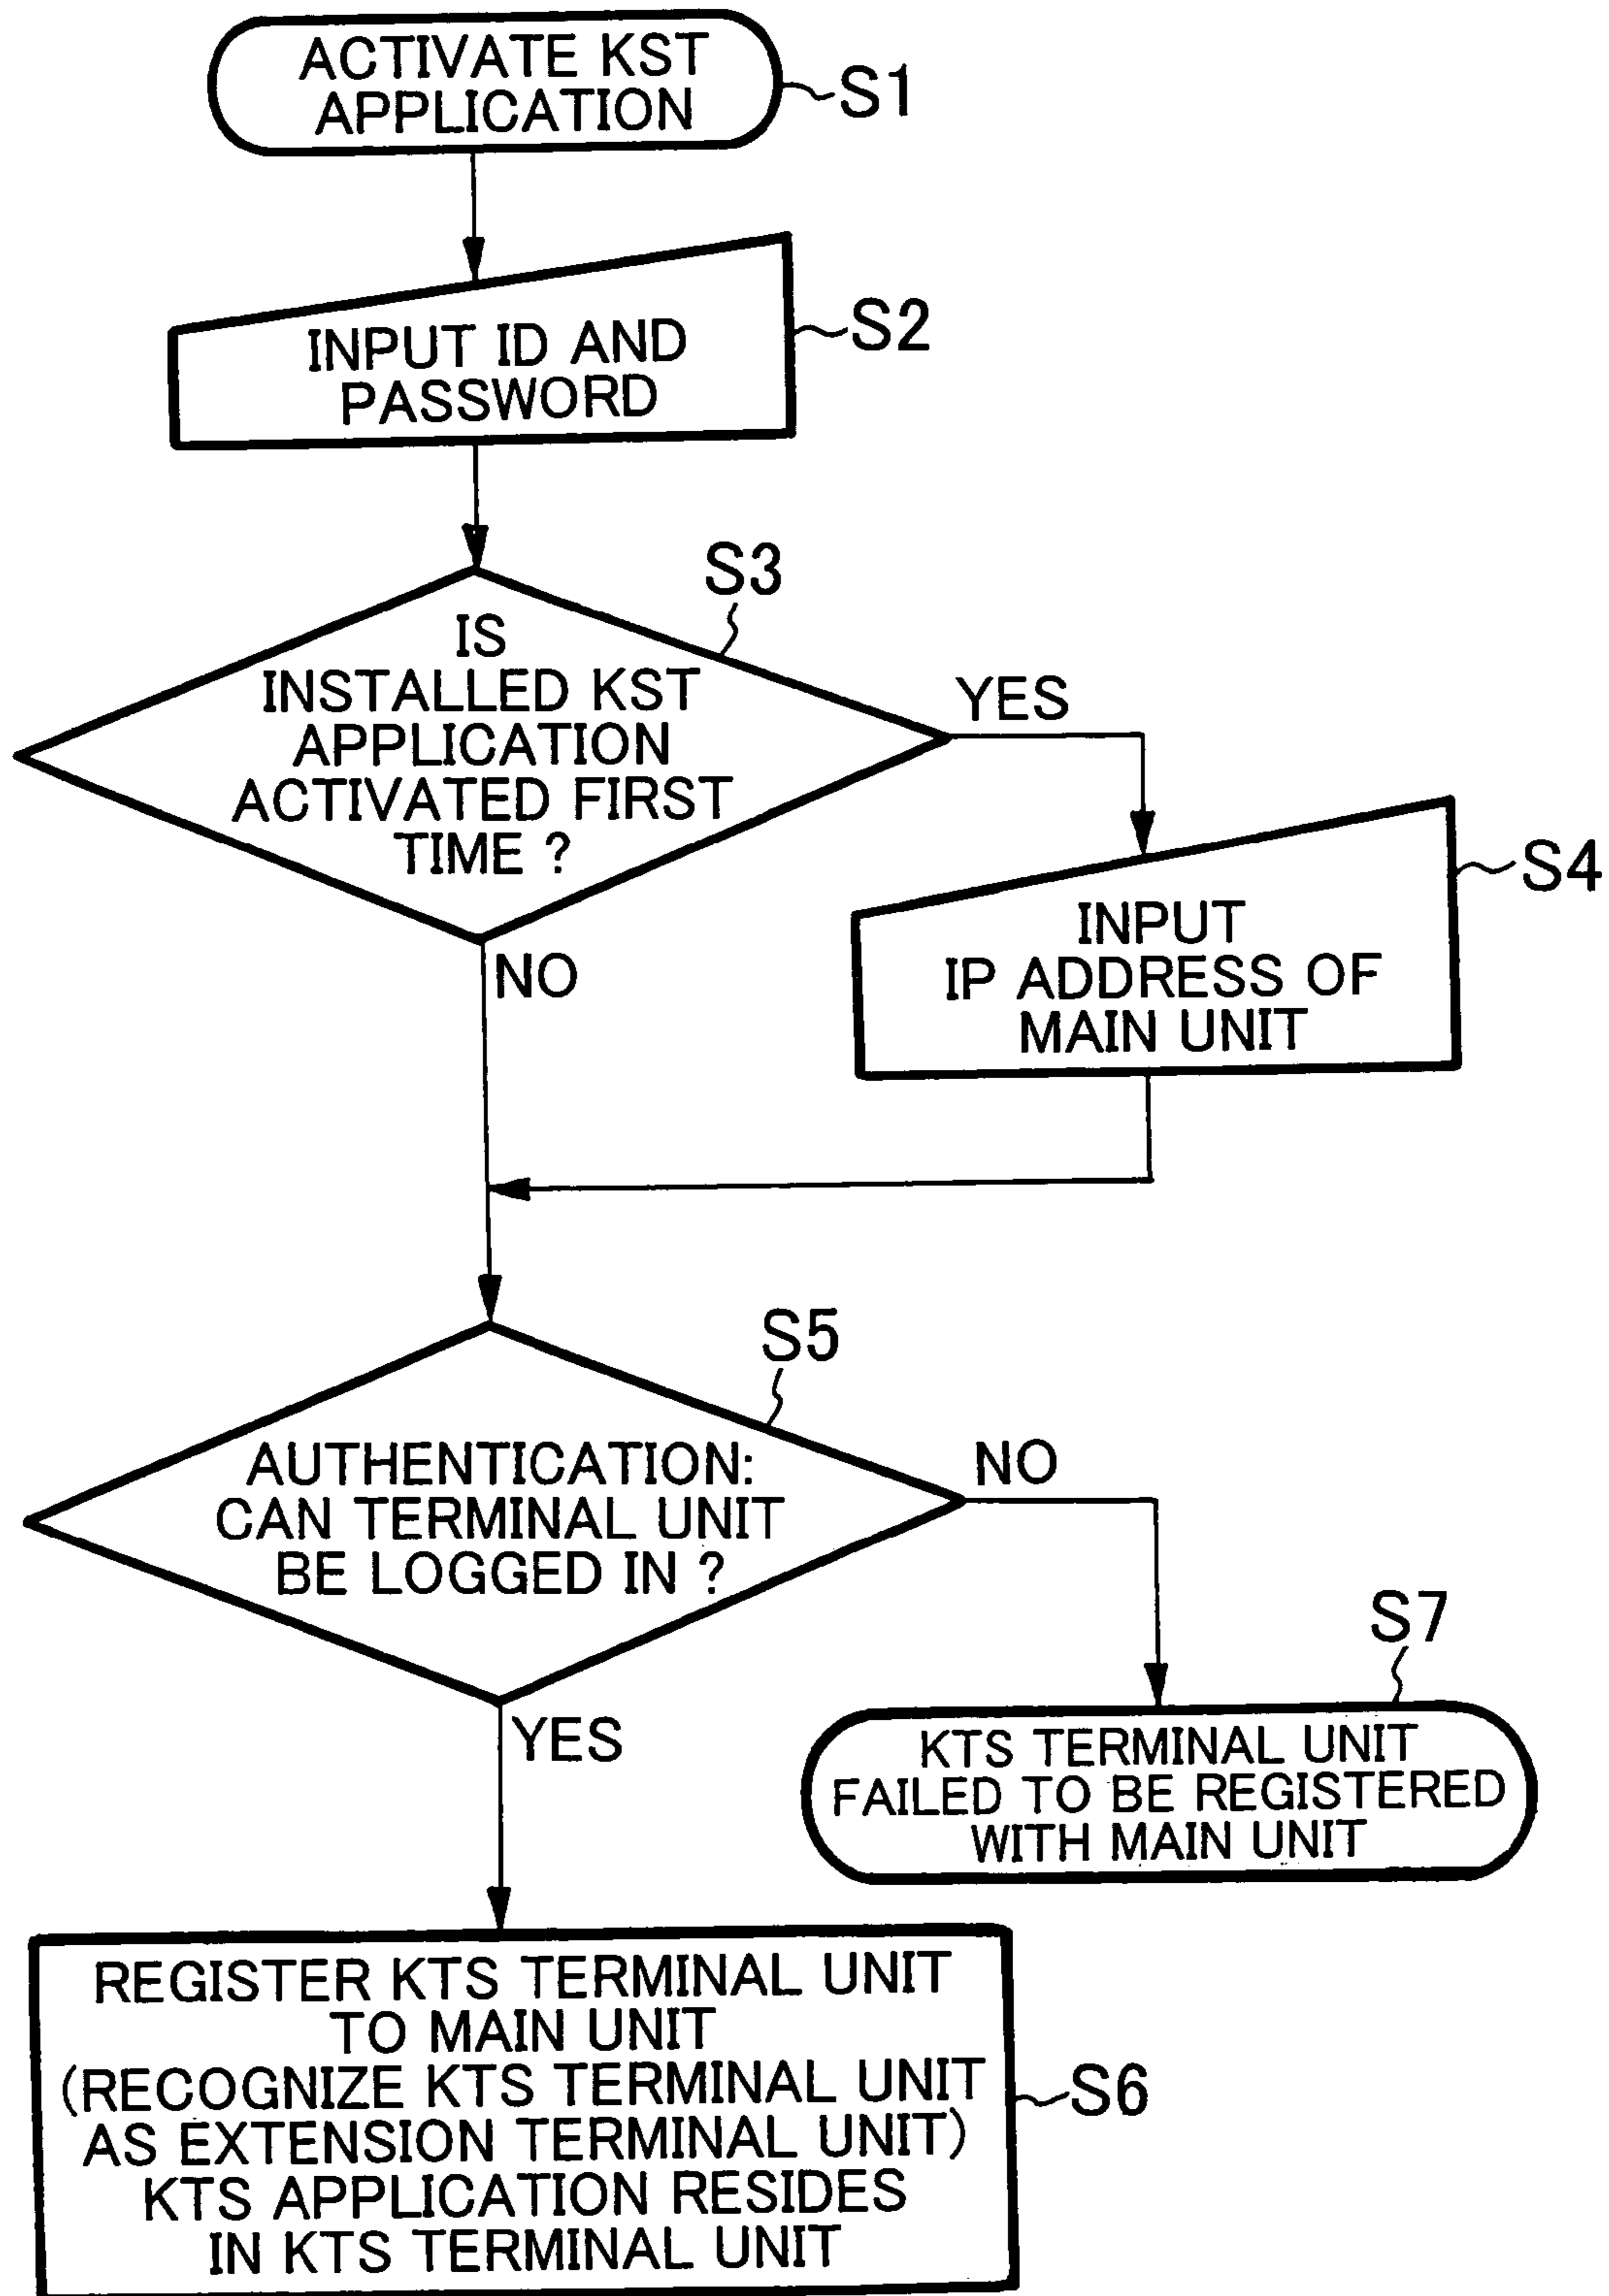 ACTIVATE KST
APPLICATION
S1
INPUT ID AND
PASSWORD
S2
S3
IS
INSTALLED KST
APPLICATION
ACTIVATED FIRST
TIME ?
YES
NO
INPUT
IP ADDRESS OF
MAIN UNIT
S4
S5
AUTHENTICATION:
CAN TERMINAL UNIT
BE LOGGED IN ?
NO
YES
S7
KTS TERMINAL UNIT
FAILED TO BE REGISTERED
WITH MAIN UNIT
REGISTER KTS TERMINAL UNIT
TO MAIN UNIT
(RECOGNIZE KTS TERMINAL UNIT
AS EXTENSION TERMINAL UNIT)
KTS APPLICATION RESIDES
IN KTS TERMINAL UNIT
S6